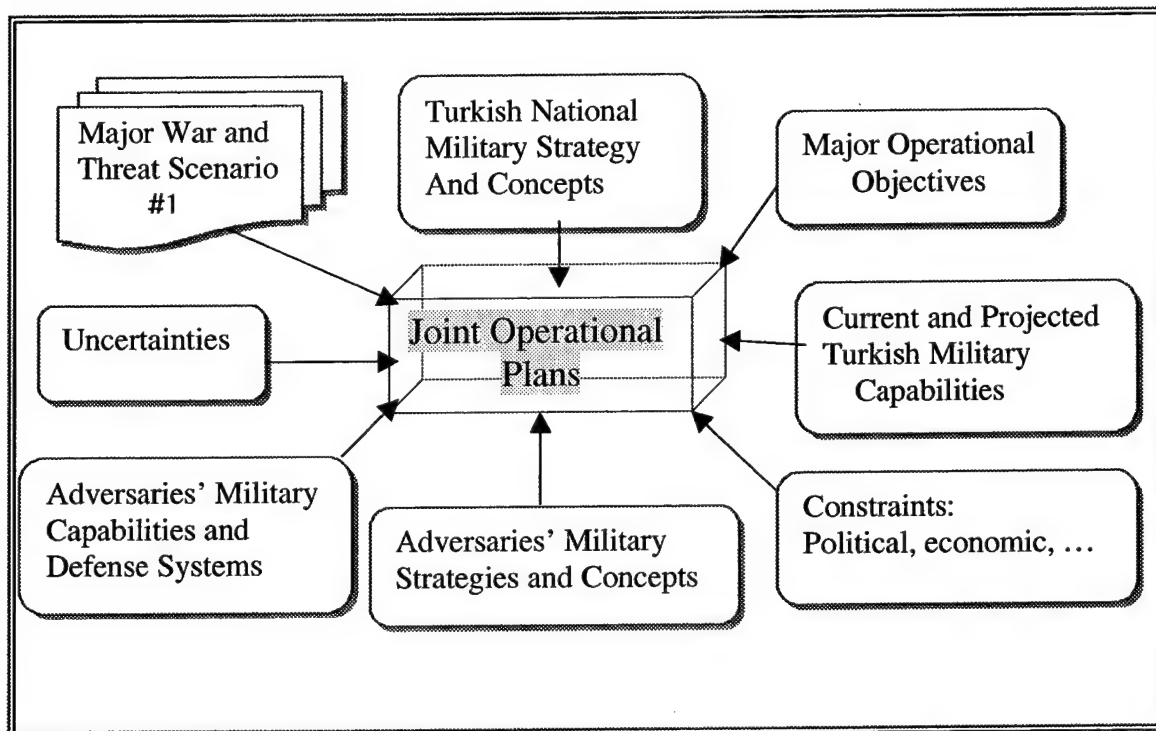 Major War and
Threat Scenario
#1
Turkish National
Military Strategy
And Concepts
Major Operational
Objectives
Uncertainties
Joint Operational
Plans
Current and Projected
Turkish Military
Capabilities
Adversaries’ Military
Capabilities and
Defense Systems
Adversaries’ Military
Strategies and Concepts
Constraints:
Political, economic, …